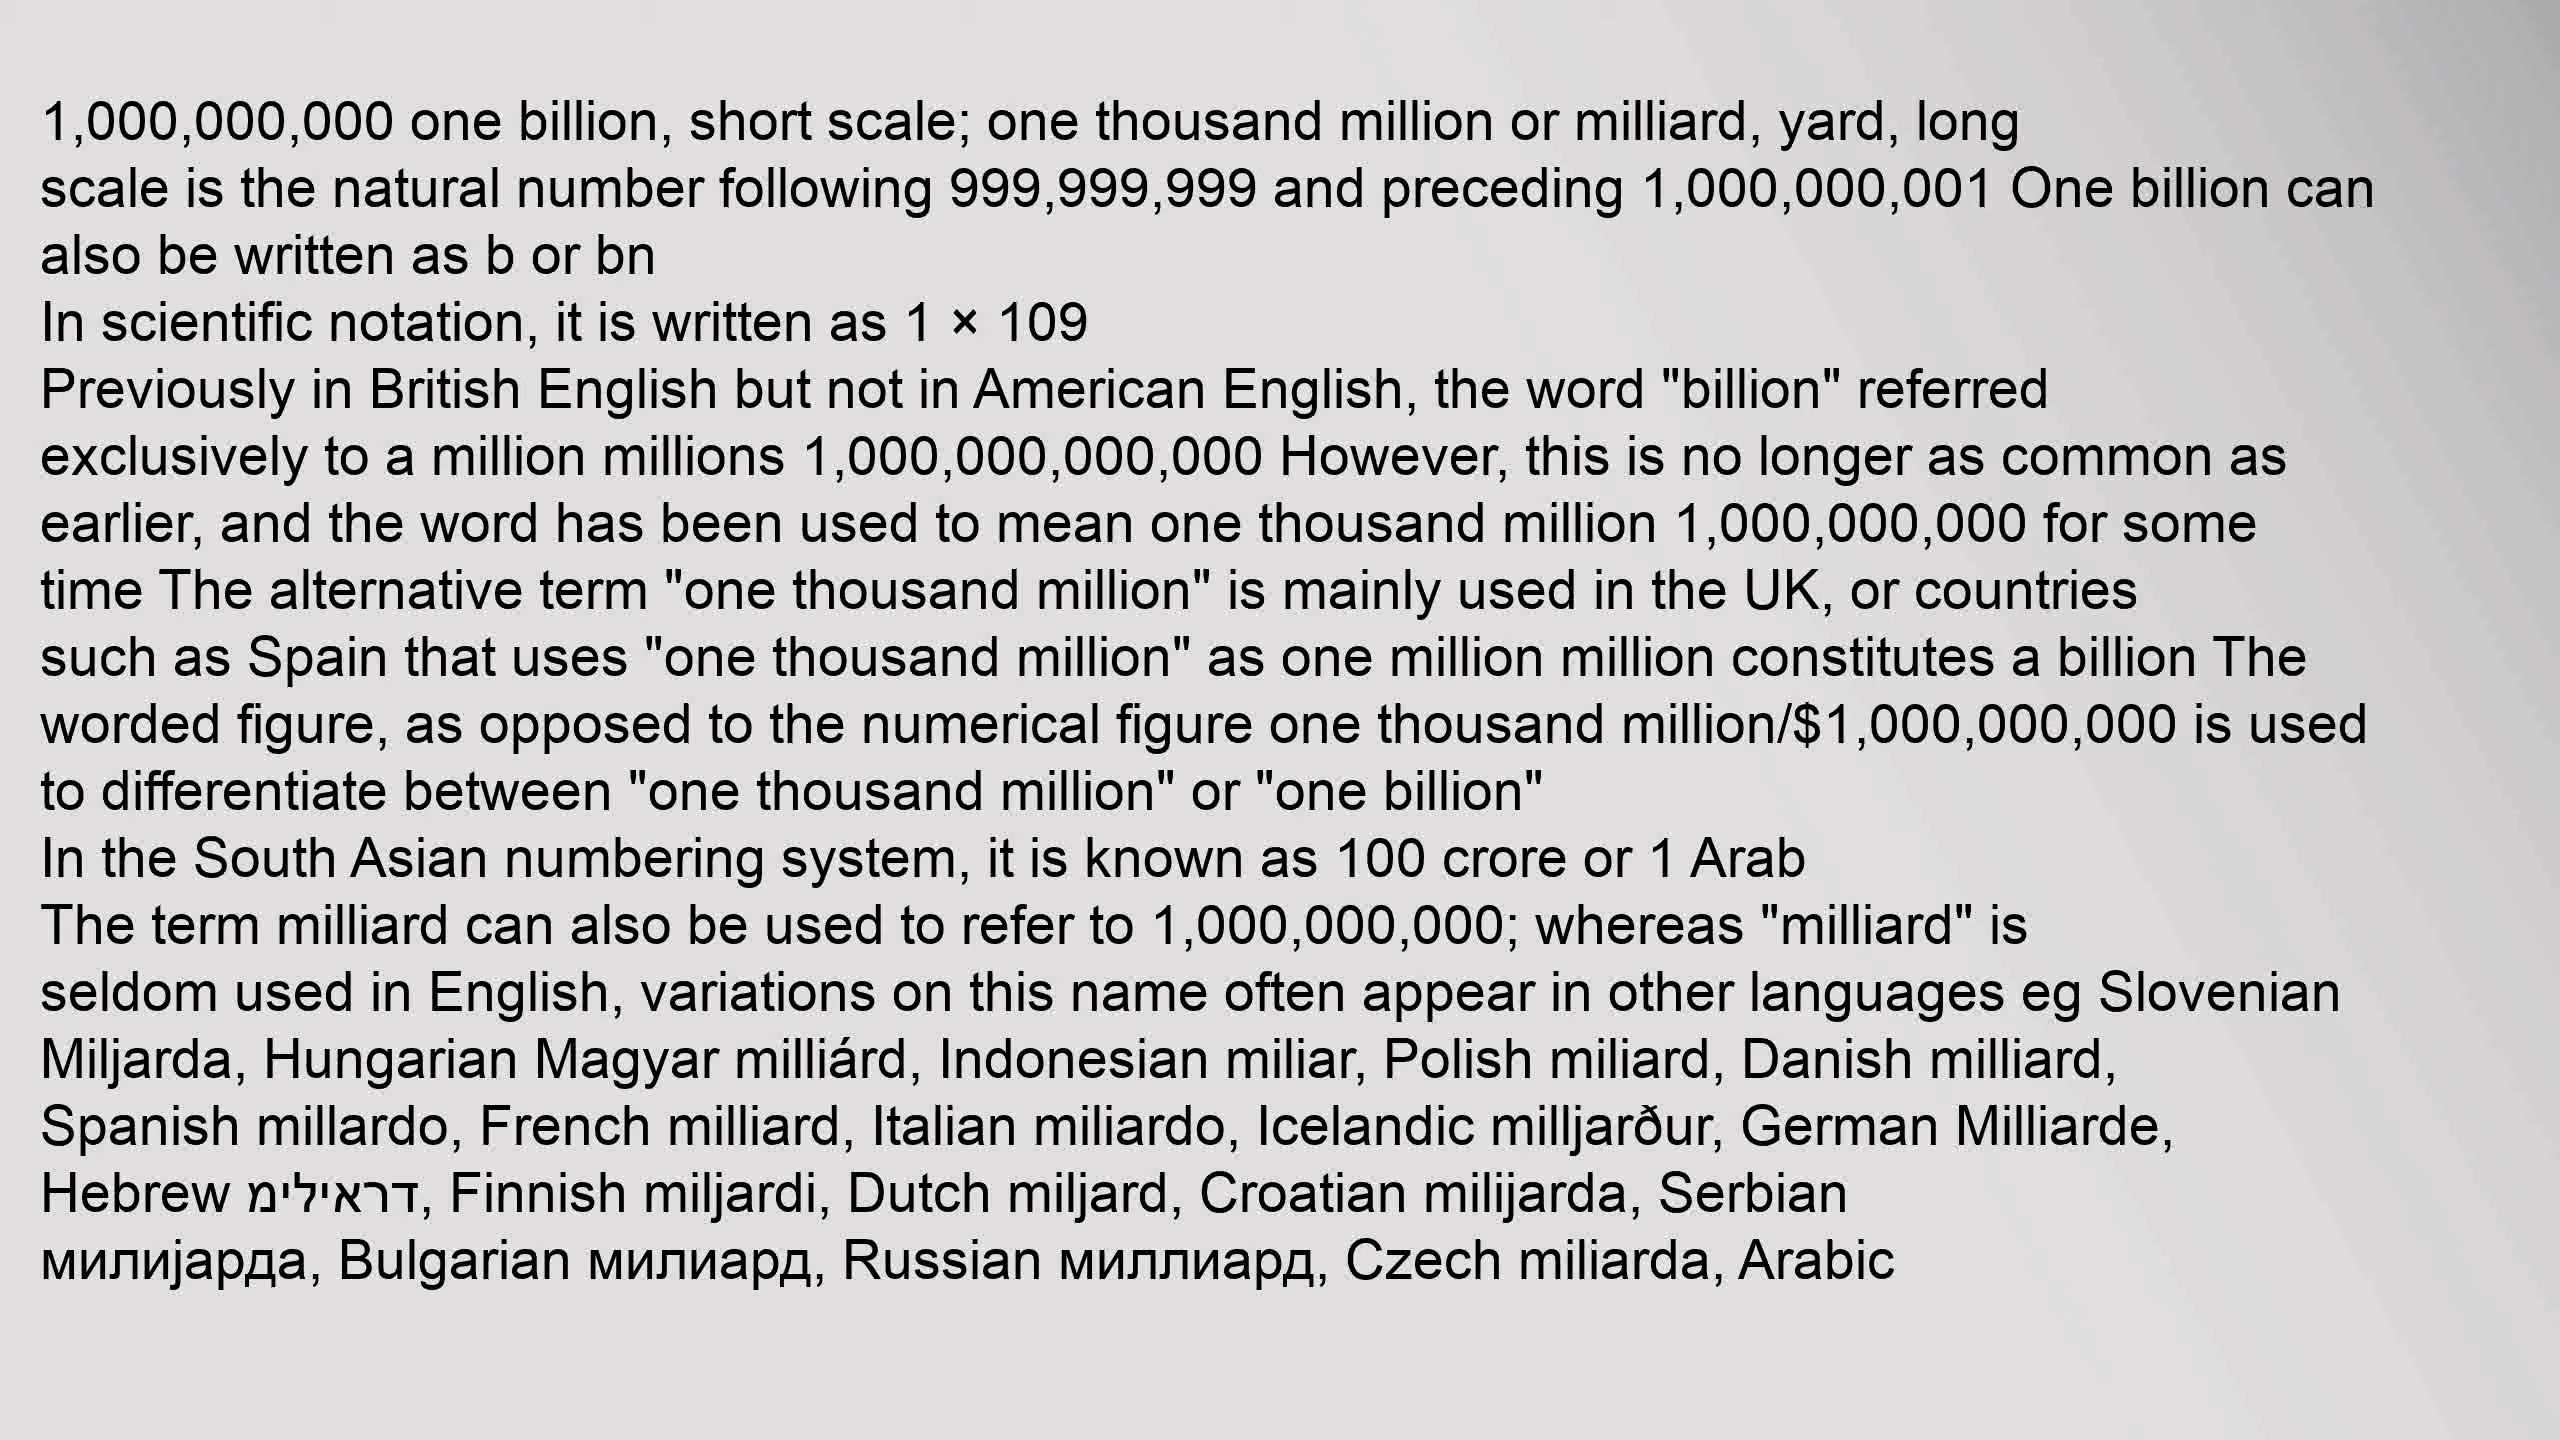 1,000,000,000 one billion, short scale; one thousand million or milliard, yard, long
scale is the natural number following 999,999,999 and preceding 1,000,000,001 One billion can
also be written as b or bn
In scientific notation, it is written as 1 × 109
Previously in British English but not in American English, the word "billion" referred
exclusively to a million millions 1,000,000,000,000 However, this is no longer as common as
earlier, and the word has been used to mean one thousand million 1,000,000,000 for some
time The alternative term "one thousand million" is mainly used in the UK, or countries
such as Spain that uses "one thousand million" as one million million constitutes a billion The
worded figure, as opposed to the numerical figure one thousand million/$1,000,000,000 is used
to differentiate between "one thousand million" or "one billion"
In the South Asian numbering system, it is known as 100 crore or 1 Arab
The term milliard can also be used to refer to 1,000,000,000; whereas "milliard" is
seldom used in English, variations on this name often appear in other languages eg Slovenian
Miljarda, Hungarian Magyar milliárd, Indonesian miliar, Polish miliard, Danish milliard,
Spanish millardo, French milliard, Italian miliardo, Icelandic milljarður, German Milliarde,
Hebrew דראילימ, Finnish miljardi, Dutch miljard, Croatian milijarda, Serbian
милијарда, Bulgarian милиард, Russian миллиард, Czech miliarda, Arabic